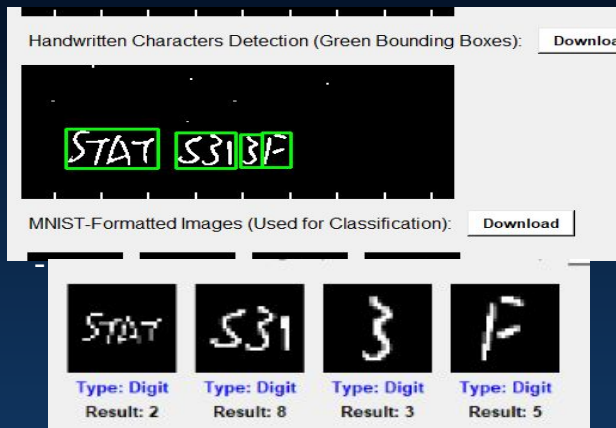 Handwritten Characters Detection (Green Bounding Boxes):
STAT S31 3 F
MNIST-Formatted Images (Used for Classification): Download
STAT S31 3 F
Type: Digit Type: Digit Type: Digit Type: Digit
Result: 2 Result: 8 Result: 3 Result: 5